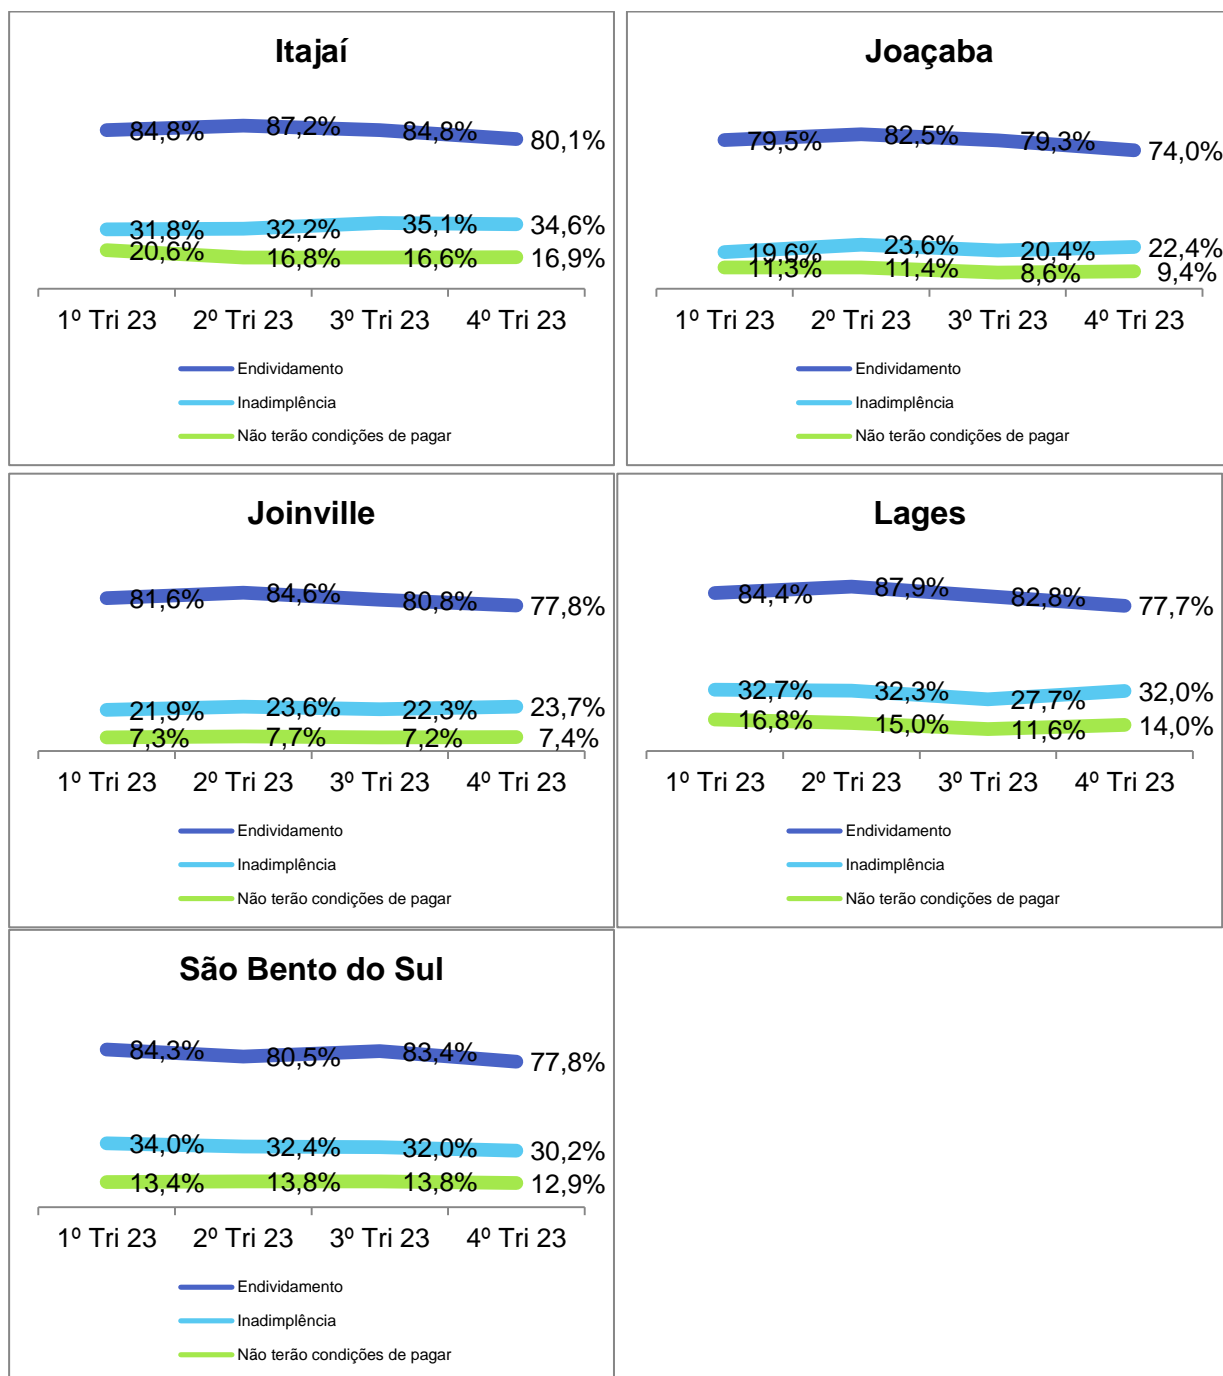 Itajaí
84,8% 87,2% 84,8% 80,1%
31,8% 32,2% 35,1% 34,6%
20,6% 16,8% 16,6% 16,9%
1º Tri 23 2º Tri 23 3º Tri 23 4º Tri 23
Endividamento
Inadimplência
Não terão condições de pagar
Joaçaba
79,5% 82,5% 79,3% 74,0%
19,6% 23,6% 20,4% 22,4%
11,3% 11,4% 8,6% 9,4%
1º Tri 23 2º Tri 23 3º Tri 23 4º Tri 23
Endividamento
Inadimplência
Não terão condições de pagar
Joinville
81,6% 84,6% 80,8% 77,8%
21,9% 23,6% 22,3% 23,7%
7,3% 7,7% 7,2% 7,4%
1º Tri 23 2º Tri 23 3º Tri 23 4º Tri 23
Endividamento
Inadimplência
Não terão condições de pagar
Lages
84,4% 87,9% 82,8% 77,7%
32,7% 32,3% 27,7% 32,0%
16,8% 15,0% 11,6% 14,0%
1º Tri 23 2º Tri 23 3º Tri 23 4º Tri 23
Endividamento
Inadimplência
Não terão condições de pagar
São Bento do Sul
84,3% 80,5% 83,4% 77,8%
34,0% 32,4% 32,0% 30,2%
13,4% 13,8% 13,8% 12,9%
1º Tri 23 2º Tri 23 3º Tri 23 4º Tri 23
Endividamento
Inadimplência
Não terão condições de pagar